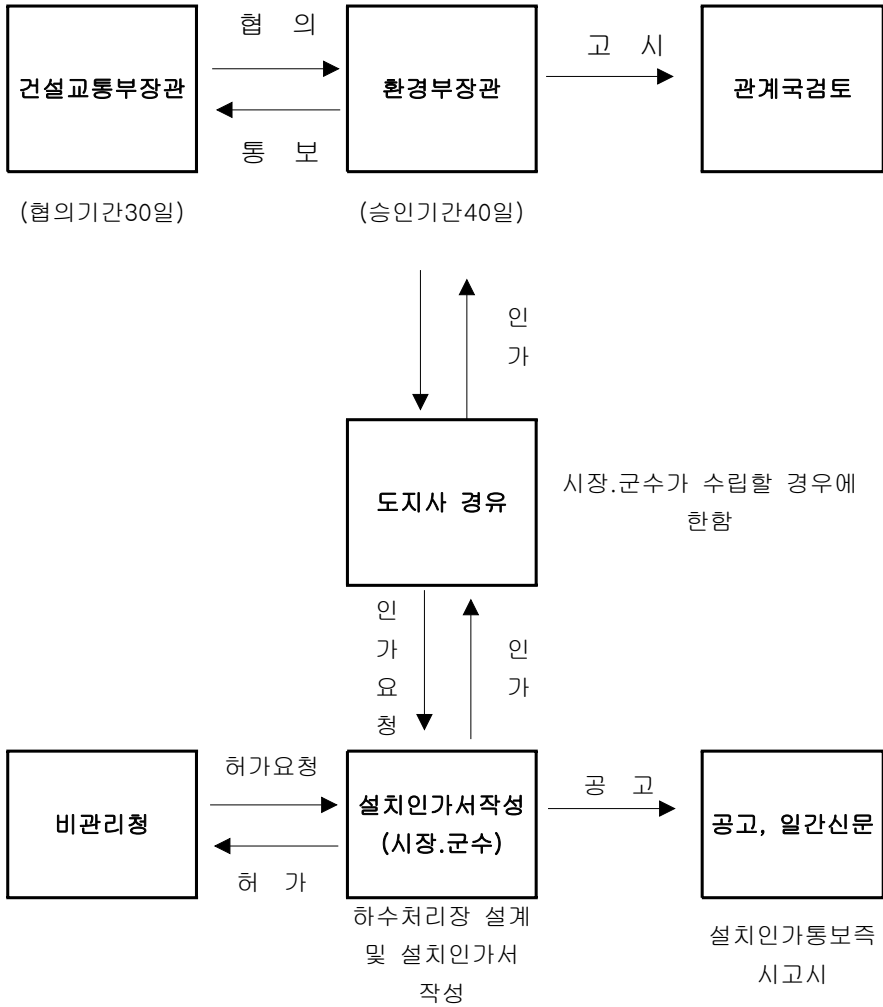 협 의
고 시
건설교통부장관
환경부장관
관계국검토
통 보
(협의기간30일)
(승인기간40일)
인
가
도지사 경유
시장.군수가 수립할 경우에
한함
인
가
요
청
인
가
비관리청
허가요청
허 가
설치인가서작성
(시장.군수)
공 고
공고, 일간신문
하수처리장 설계
및 설치인가서
작성
설치인가통보즉
시고시